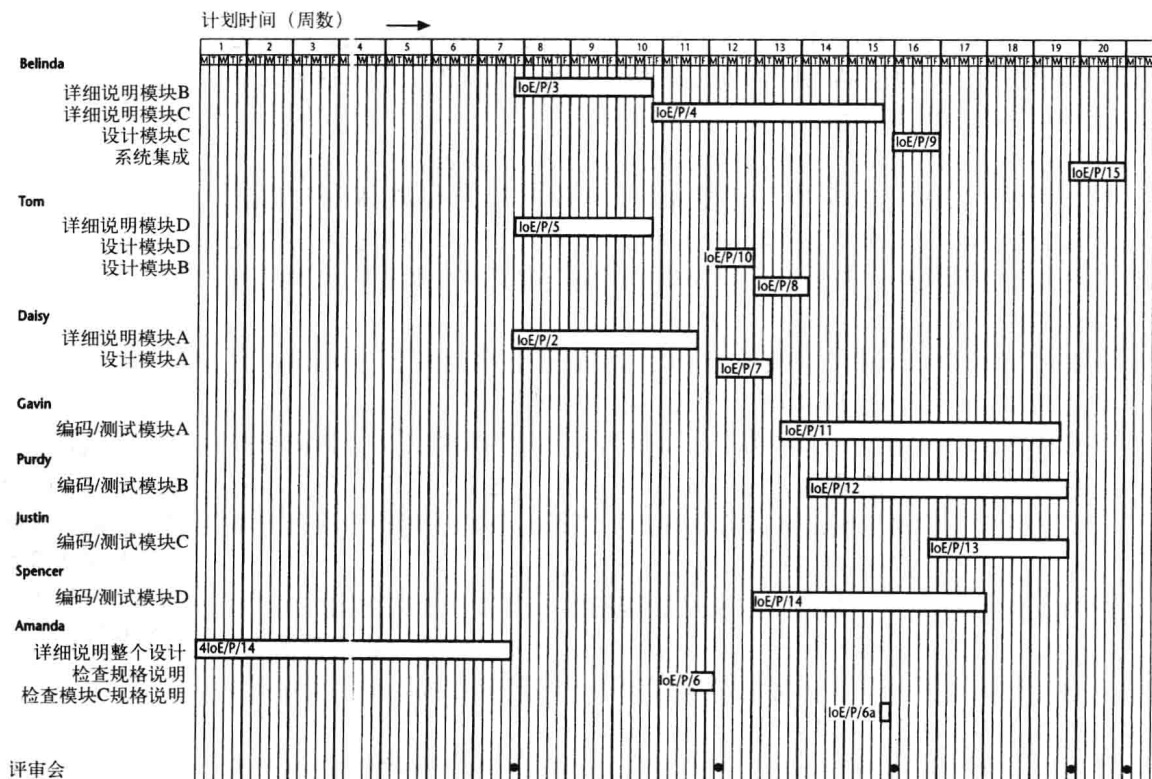 计划时间（周数）
1 2 3 4 5 6 7 8 9 10 11 12 13 14 15 16 17 18 19 20
M T W T F M T W T F M T W T F M T W T F M T W T F M T W T F M T W T F M T W T F M T W T F M T W T F M T W T F M T W T F M T W T F M T W T F M T W T F M T W T F M T W T F M T W T F M T W T F M T W T F M T W
Belinda
详细说明模块B IoE/P/3
详细说明模块C IoE/P/4
设计模块C IoE/P/9
系统集成 IoE/P/15
Tom
详细说明模块D IoE/P/5
设计模块D IoE/P/10
设计模块B IoE/P/8
Daisy
详细说明模块A IoE/P/2
设计模块A IoE/P/7
Gavin
编码/测试模块A IoE/P/11
Purdy
编码/测试模块B IoE/P/12
Justin
编码/测试模块C IoE/P/13
Spencer
编码/测试模块D IoE/P/14
Amanda
详细说明整个设计 4IoE/P/14
检查规格说明 IoE/P/6
检查模块C规格说明 IoE/P/6a
评审会